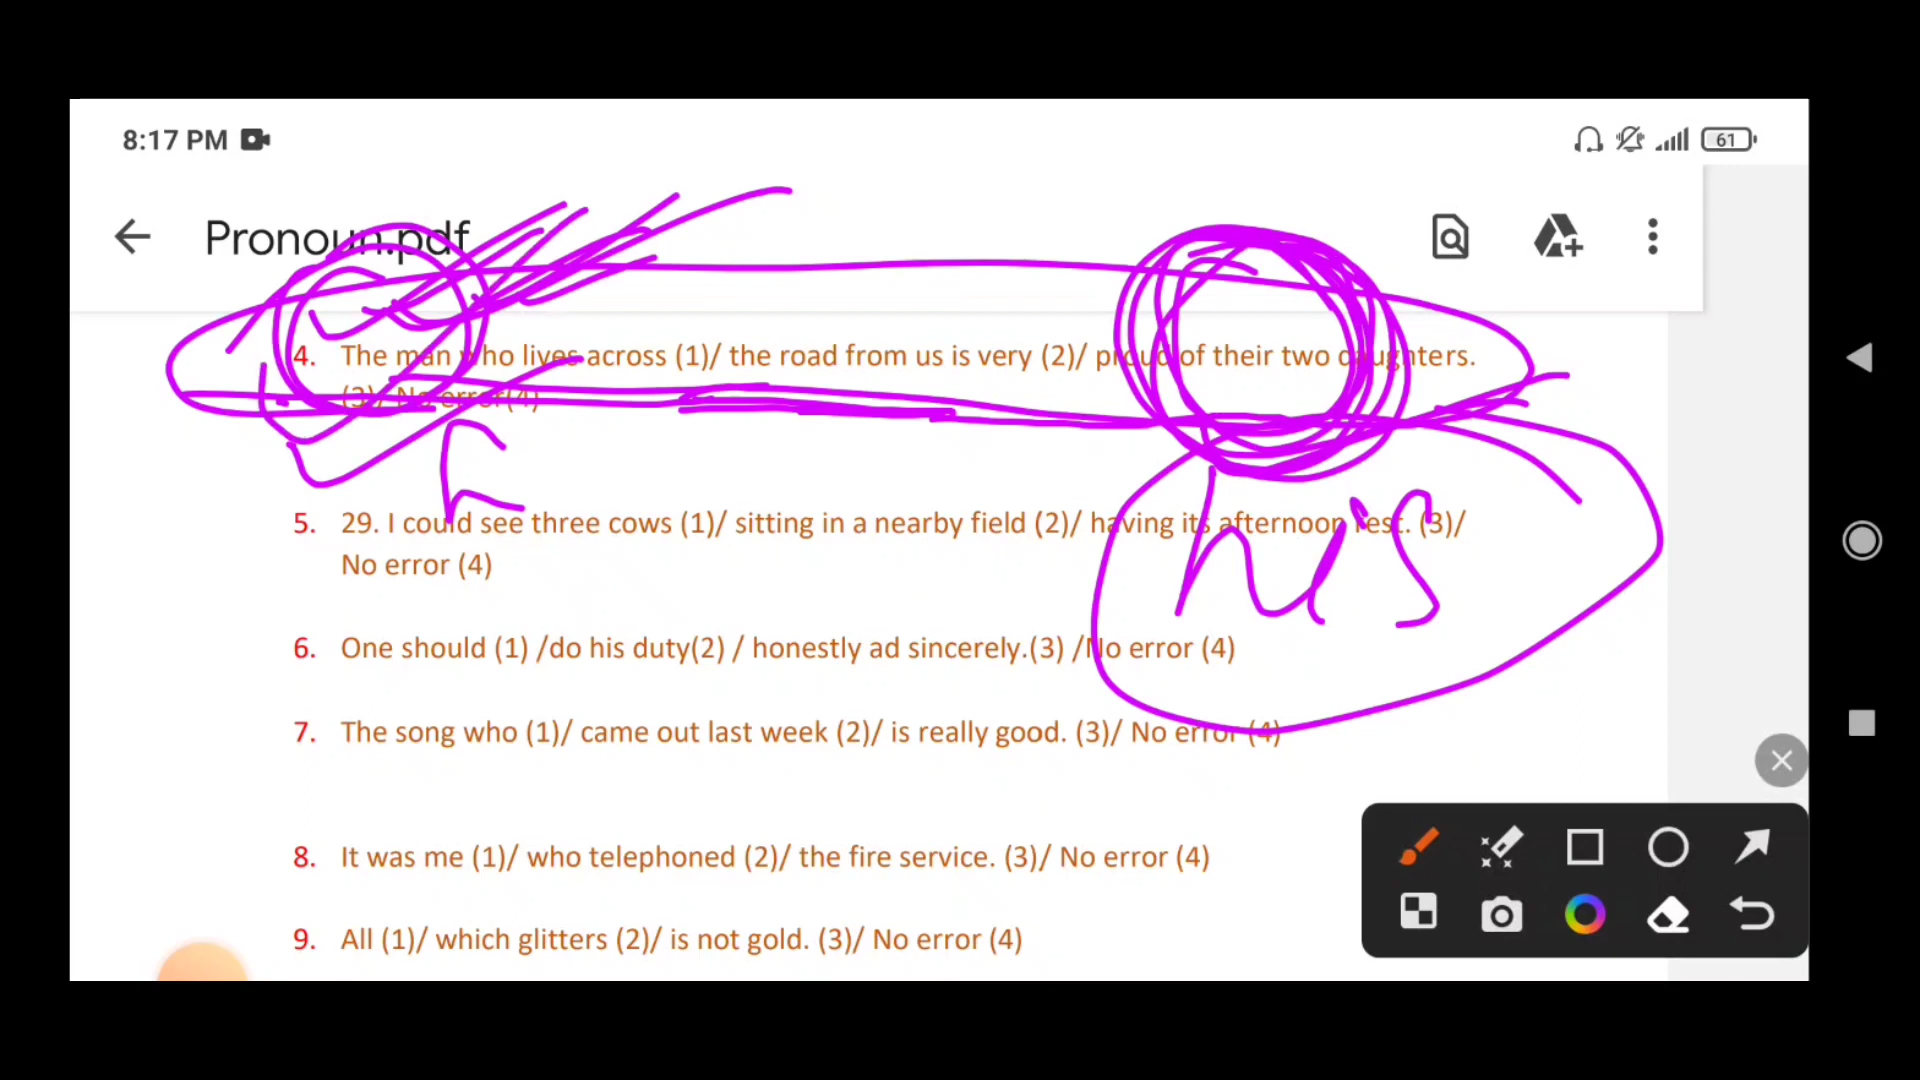 8:17 PM
61
Pronoun.pdf
4. The man who lives across (1)/ the road from us is very (2)/ proud of their two daughters.
(3)/ No error(4)
his
5. 29. I could see three cows (1)/ sitting in a nearby field (2)/ having its afternoon rest. (3)/
No error (4)
6. One should (1) /do his duty(2) / honestly ad sincerely.(3) /No error (4)
7. The song who (1)/ came out last week (2)/ is really good. (3)/ No error (4)
8. It was me (1)/ who telephoned (2)/ the fire service. (3)/ No error (4)
9. All (1)/ which glitters (2)/ is not gold. (3)/ No error (4)